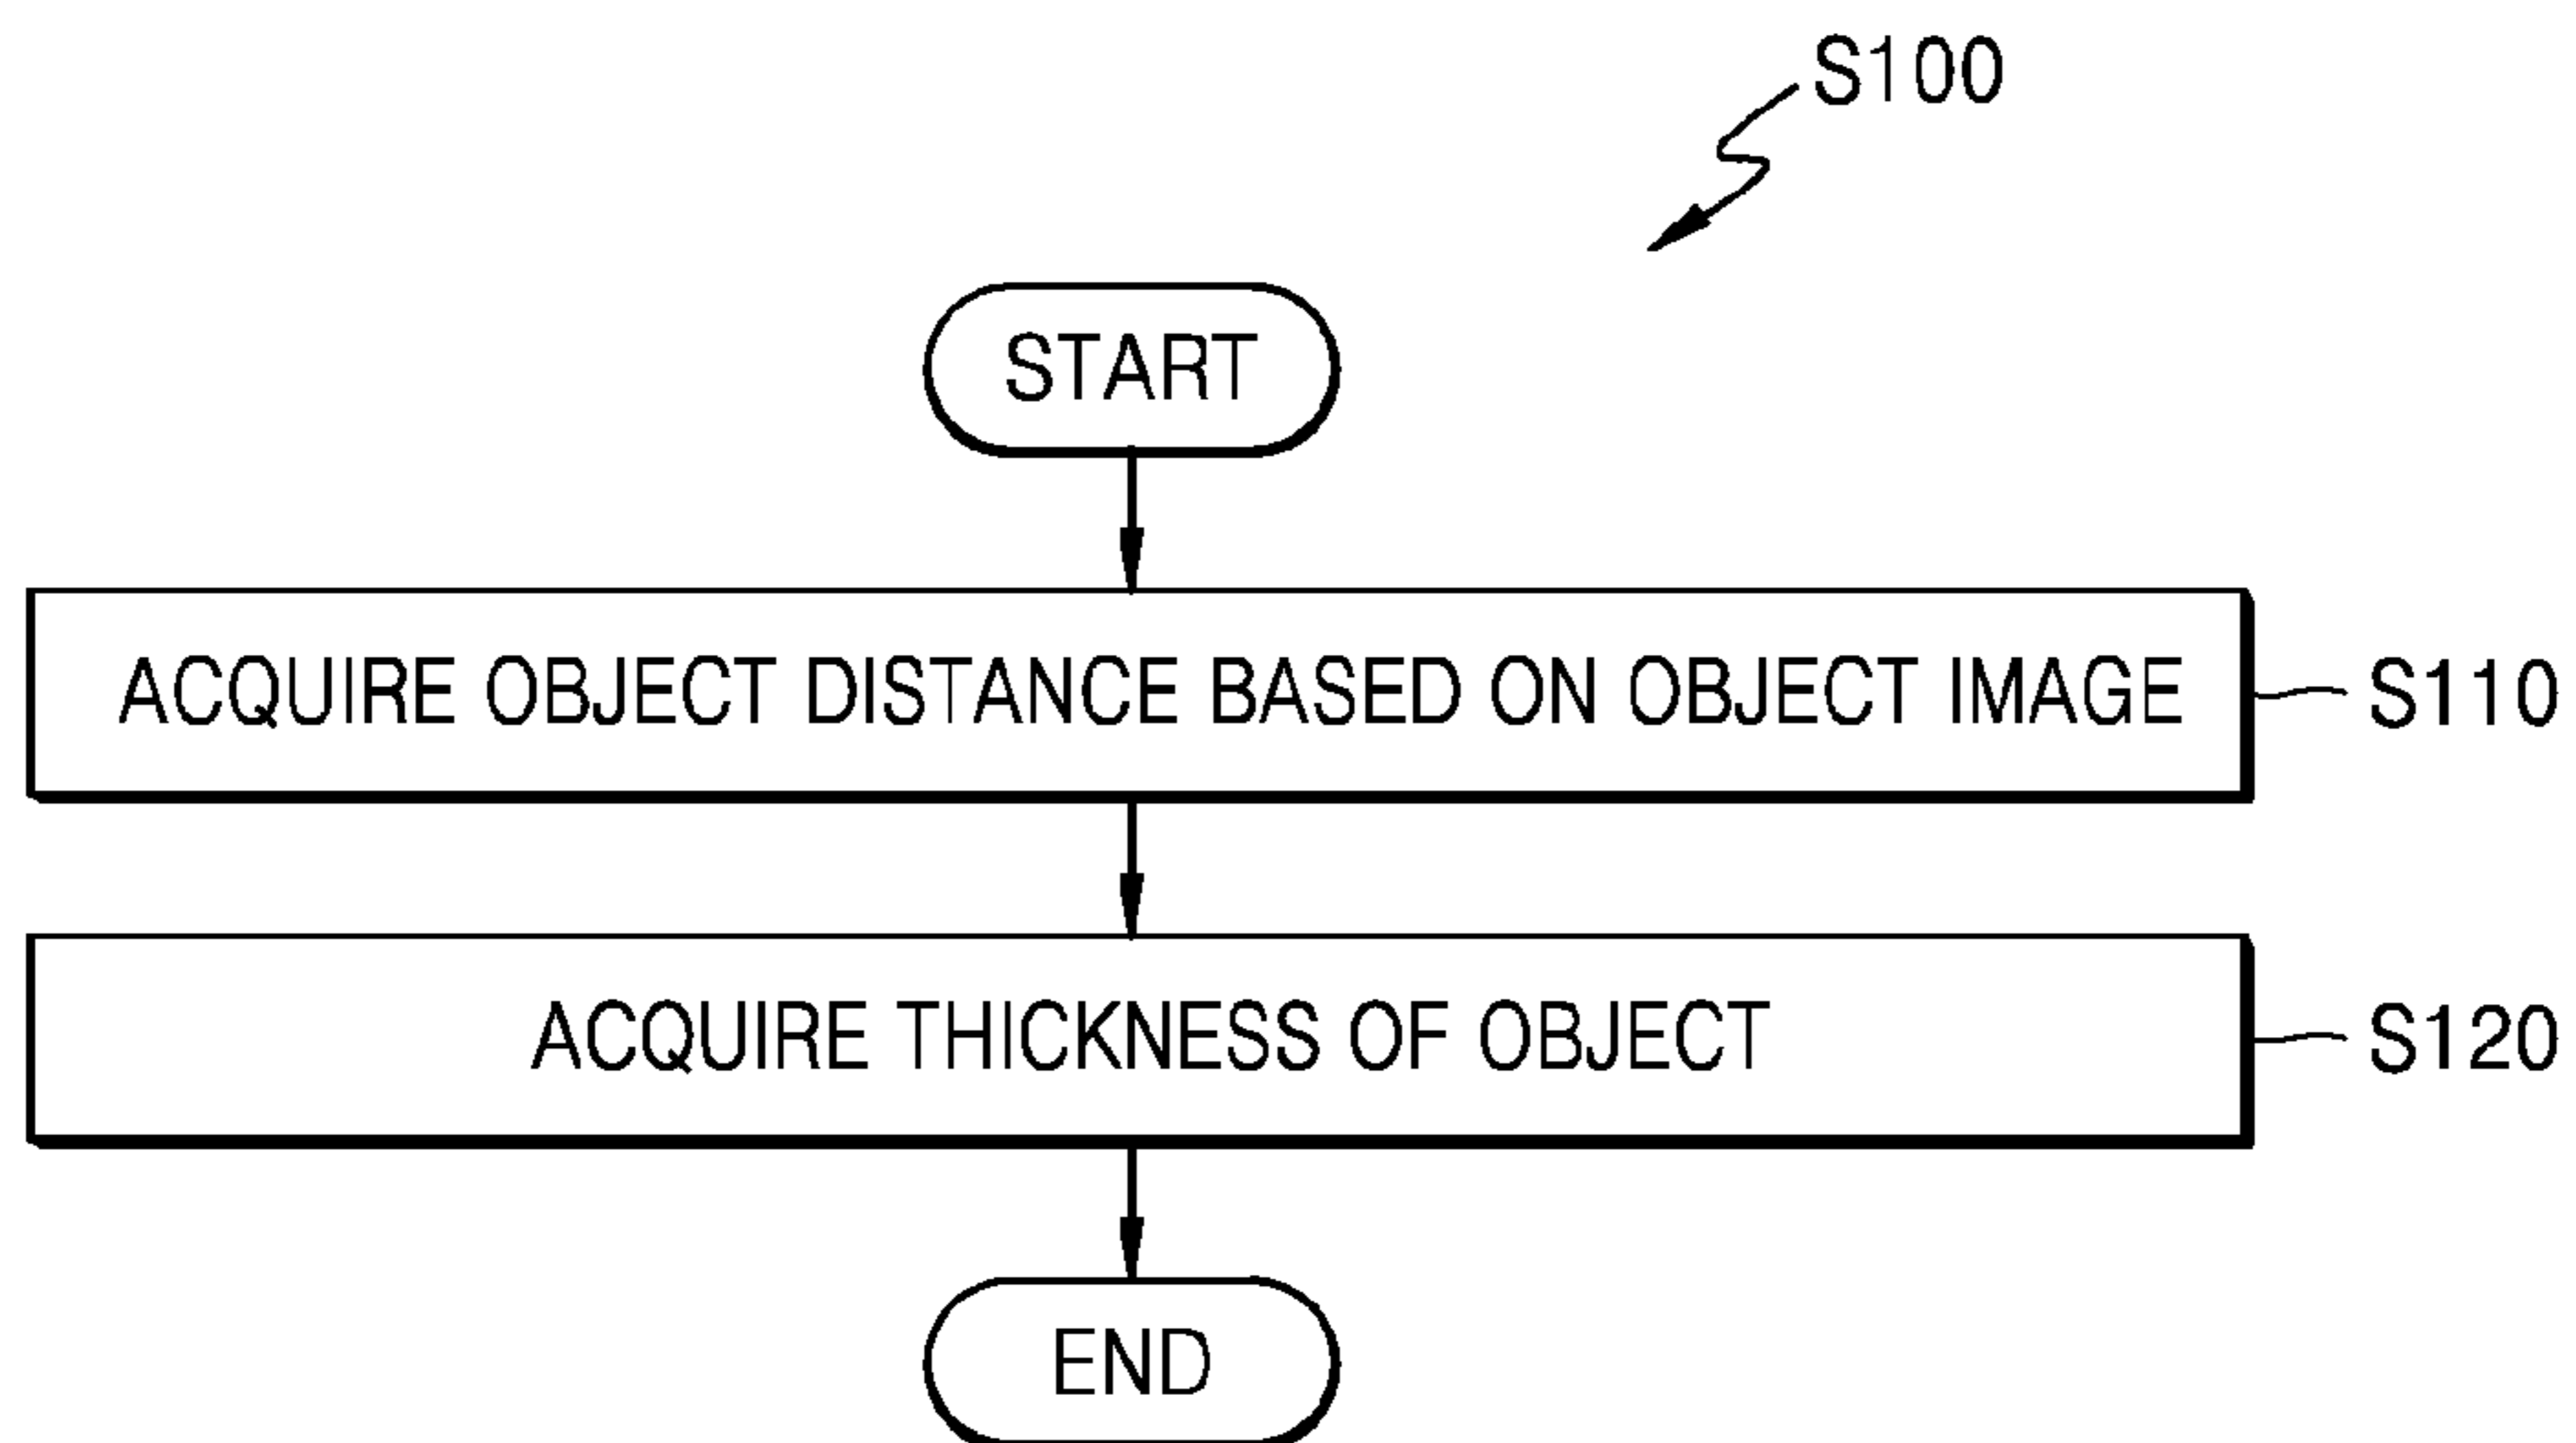 S100
START
ACQUIRE OBJECT DISTANCE BASED ON OBJECT IMAGE
S110
ACQUIRE THICKNESS OF OBJECT
S120
END